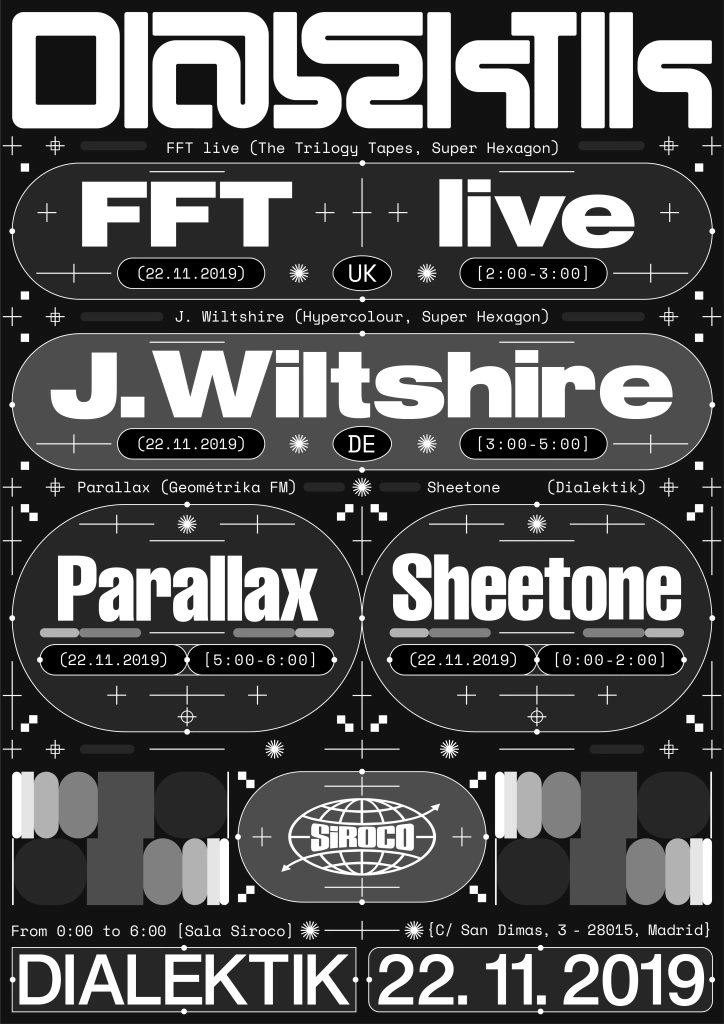 DIALEKTIK
FFT live (The Trilogy Tapes, Super Hexagon)
FFT live
(22.11.2019) UK [2:00-3:00]
J. Wiltshire (Hypercolour, Super Hexagon)
J.Wiltshire
(22.11.2019) DE [3:00-5:00]
Parallax (Geométrika FM) Sheetone (Dialektik)
Parallax Sheetone
(22.11.2019) [5:00-6:00] (22.11.2019) [0:00-2:00]
SiROCO
From 0:00 to 6:00 [Sala Siroco] {C/ San Dimas, 3 - 28015, Madrid}
DIALEKTIK 22. 11. 2019